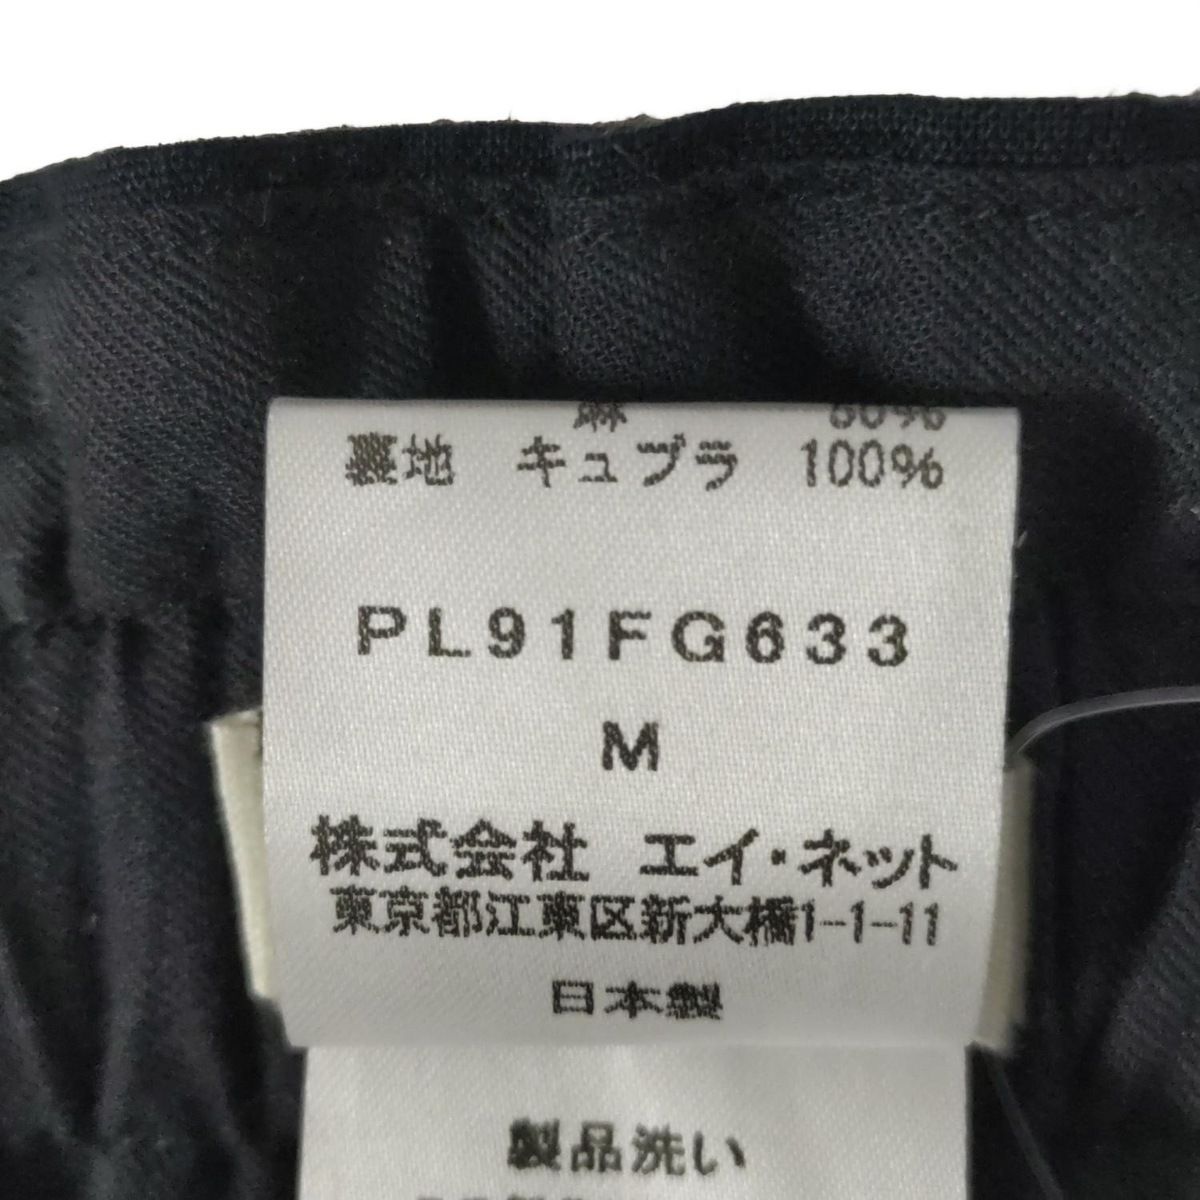 麻
裏地 キュプラ 100%
PL91FG633
M
株式会社 エイ・ネット
東京都江東区新大橋1-1-11
日本製
製品洗い